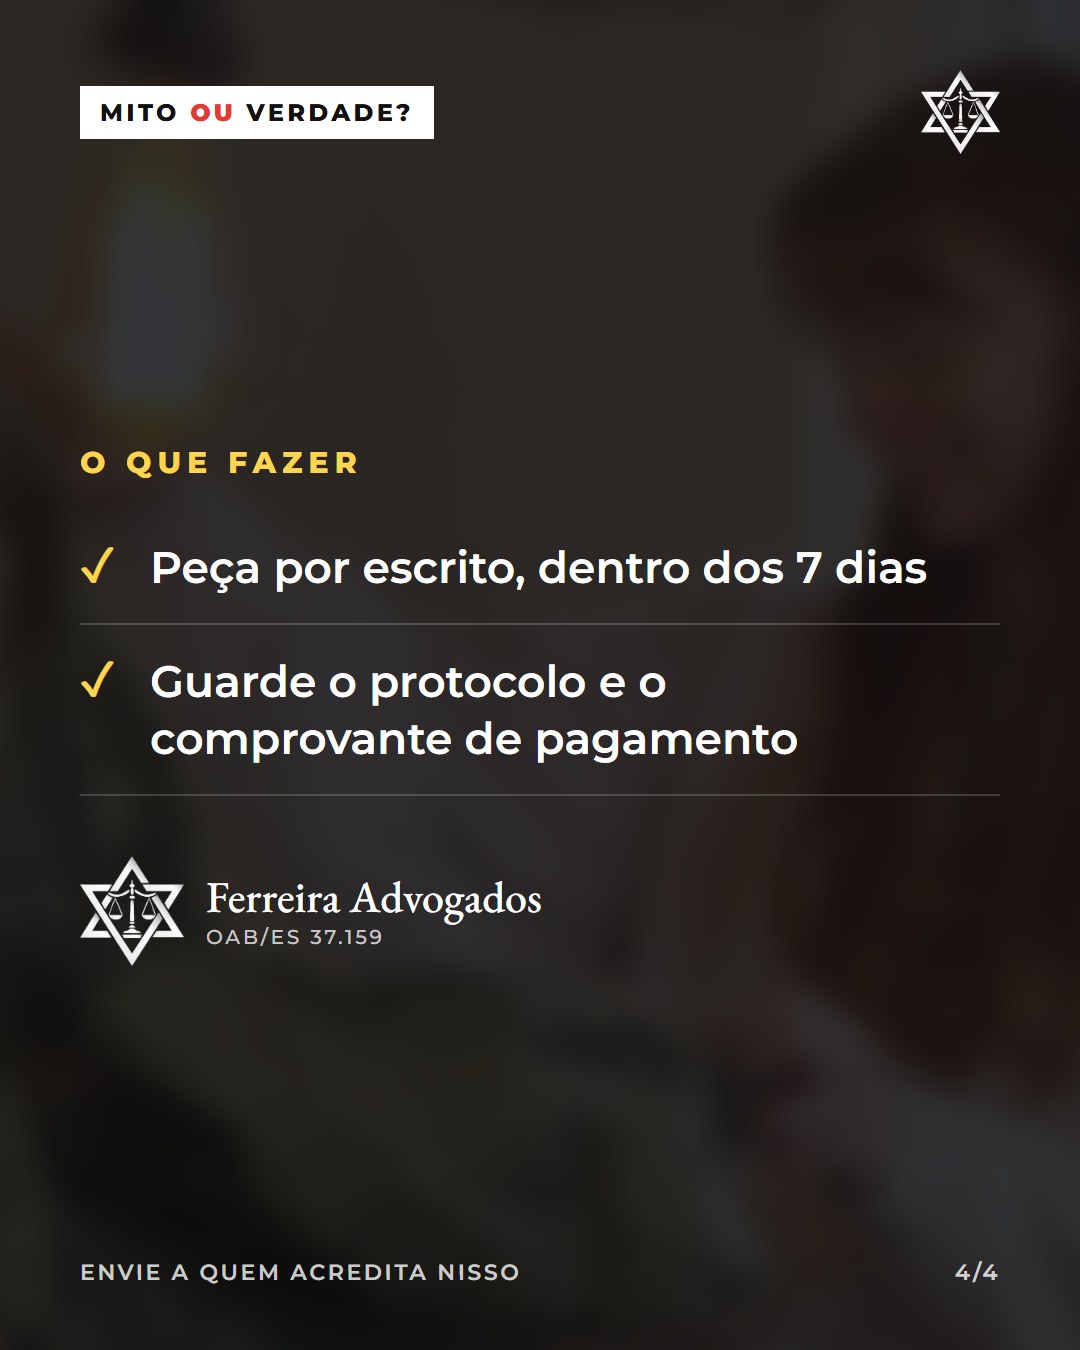 MITO OU VERDADE?
O QUE FAZER
✓ Peça por escrito, dentro dos 7 dias
✓ Guarde o protocolo e o
comprovante de pagamento
Ferreira Advogados
OAB/ES 37.159
ENVIE A QUEM ACREDITA NISSO
4/4